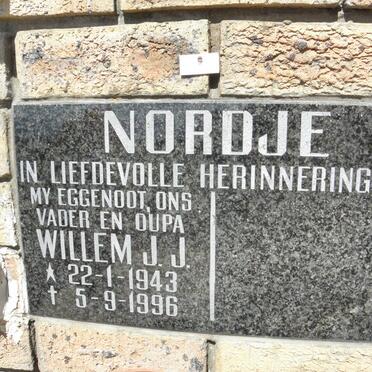 NORDJE
IN LIEFDEVOLLE HERINNERING
MY EGGENOOT, ONS
VADER EN OUPA
WILLEM J. J.
★ 22-1-1943
✝ 5-9-1996